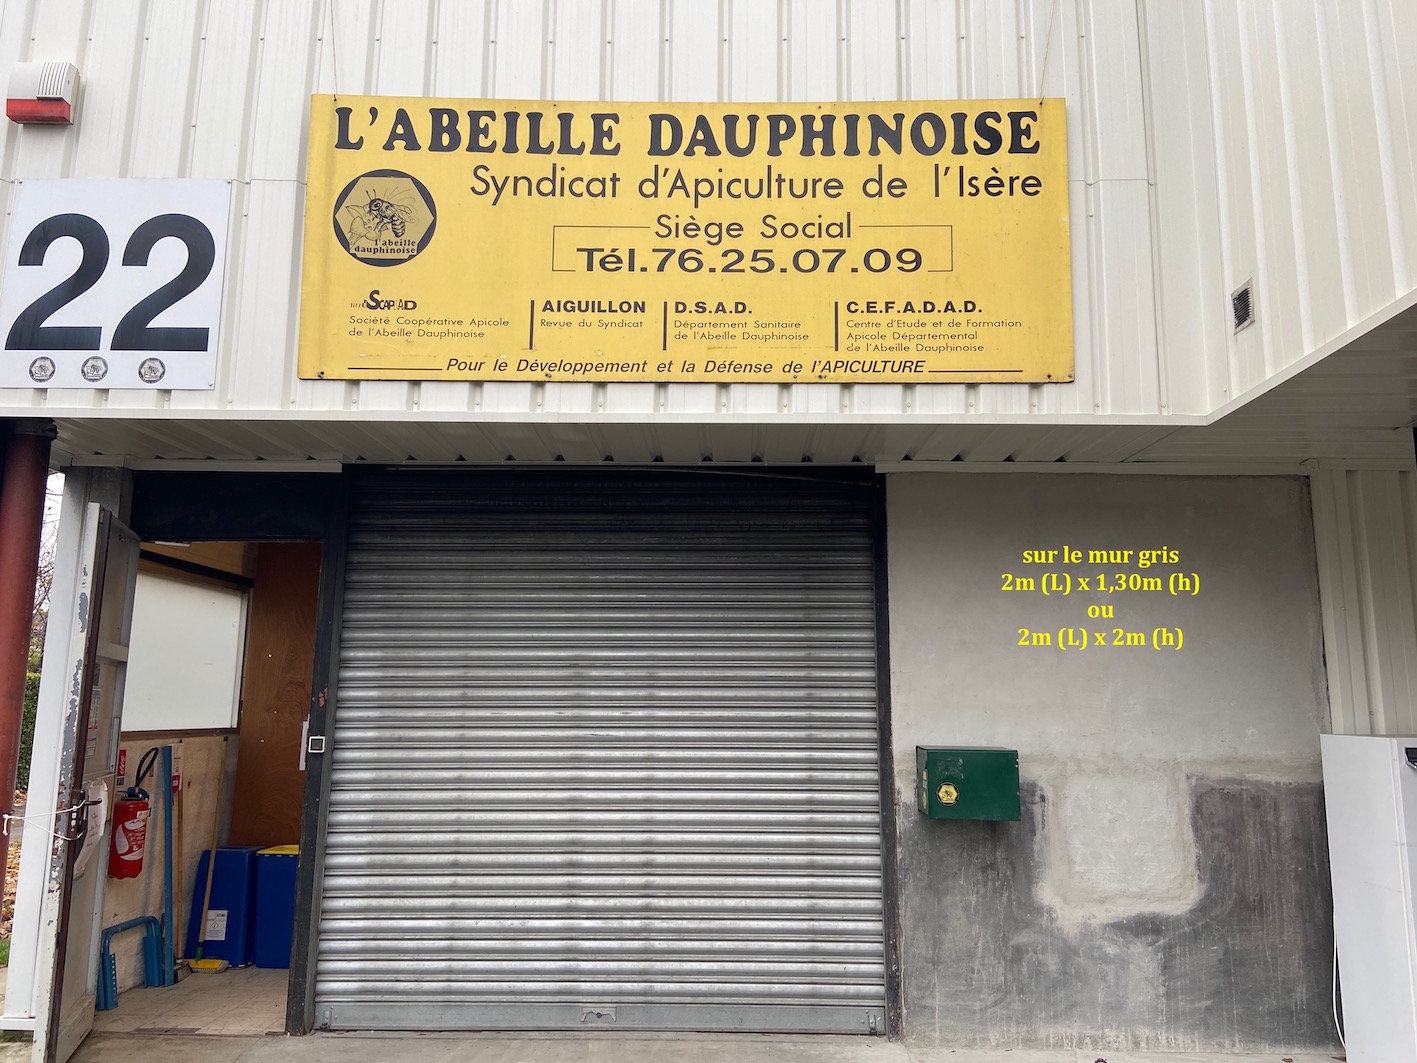 L'ABEILLE DAUPHINOISE
Syndicat d'Apiculture de l'Isère
Siège Social
Tél.76.25.07.09
l'abeille
dauphinoise
22
SCAPAD
Société Coopérative Apicole
de l'Abeille Dauphinoise
AIGUILLON
Revue du Syndicat
D.S.A.D.
Département Sanitaire
de l'Abeille Dauphinoise
C.E.F.A.D.A.D.
Centre d'Etude et de Formation
Apicole Départemental
de l'Abeille Dauphinoise
Pour le Développement et la Défense de l'APICULTURE
sur le mur gris
2m (L) x 1,30m (h)
ou
2m (L) x 2m (h)